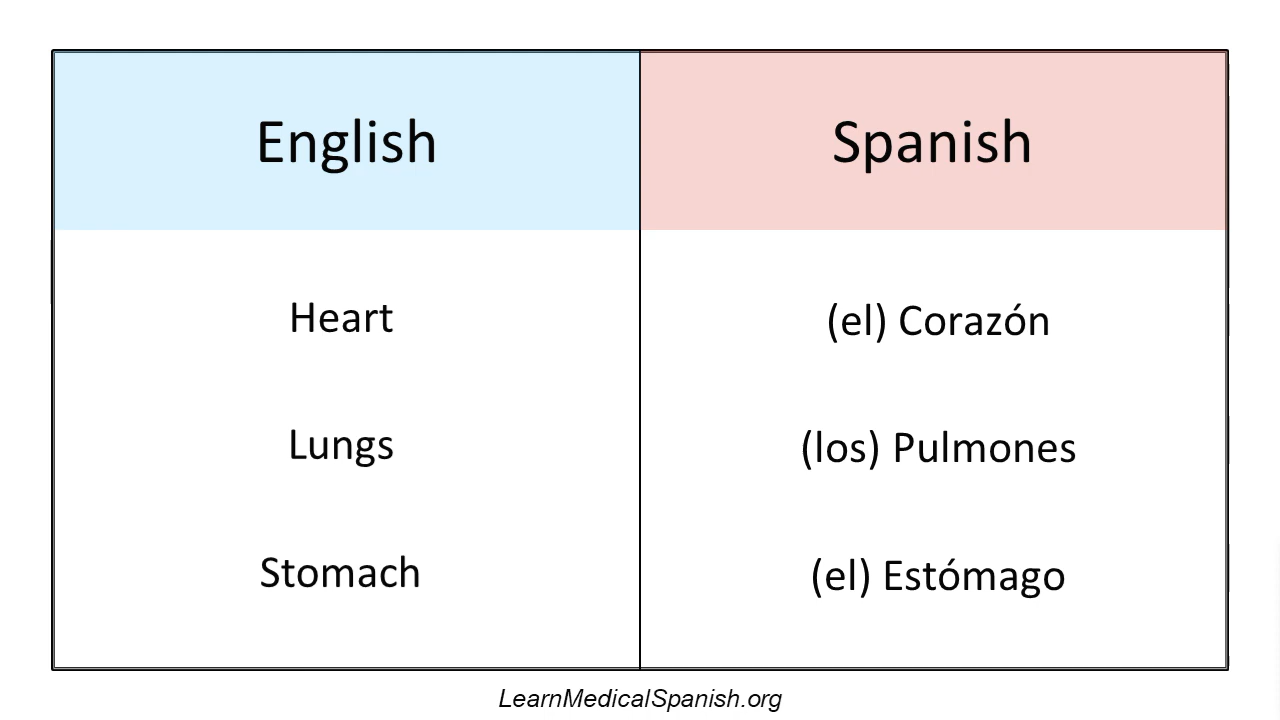 English Spanish
Heart (el) Corazón
Lungs (los) Pulmones
Stomach (el) Estómago
LearnMedicalSpanish.org